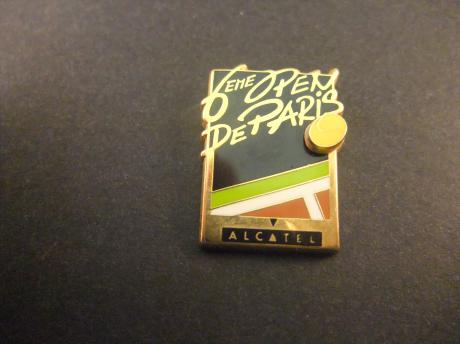 6EME OPEN
DE PARIS
ALCATEL